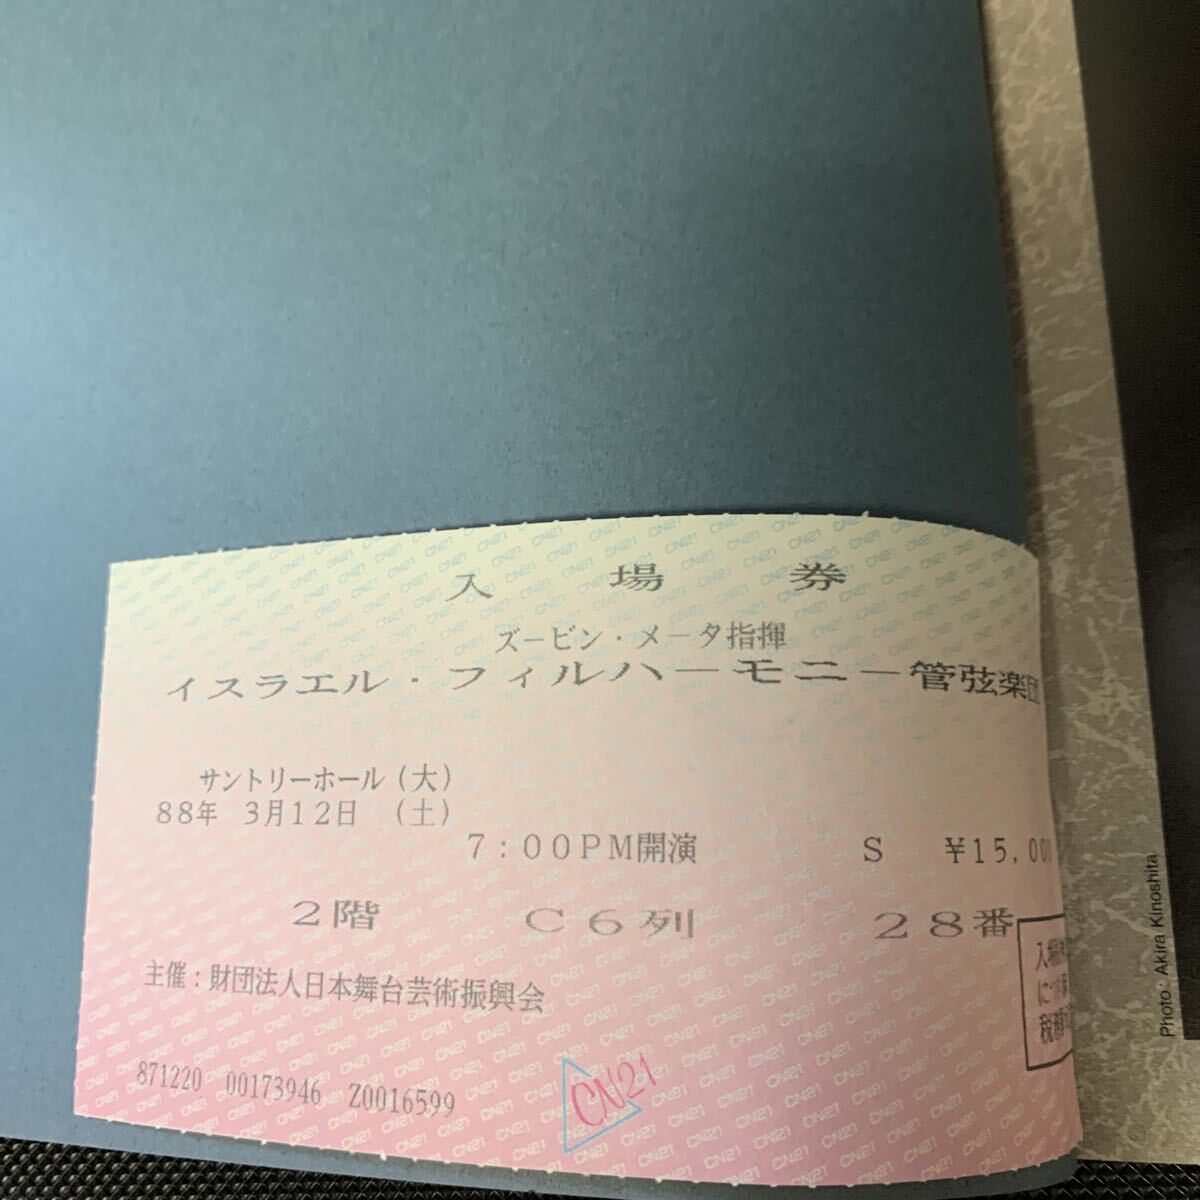 入場券
ズービン・メータ指揮
イスラエル・フィルハーモニー管弦楽団
サントリーホール(大)
88年 3月12日 (土)
7:00PM開演 S ¥15,000
2階 C6列 28番
主催:財団法人日本舞台芸術振興会
871220 00173946 Z0016599
CN21
Photo: Akira Kinoshita